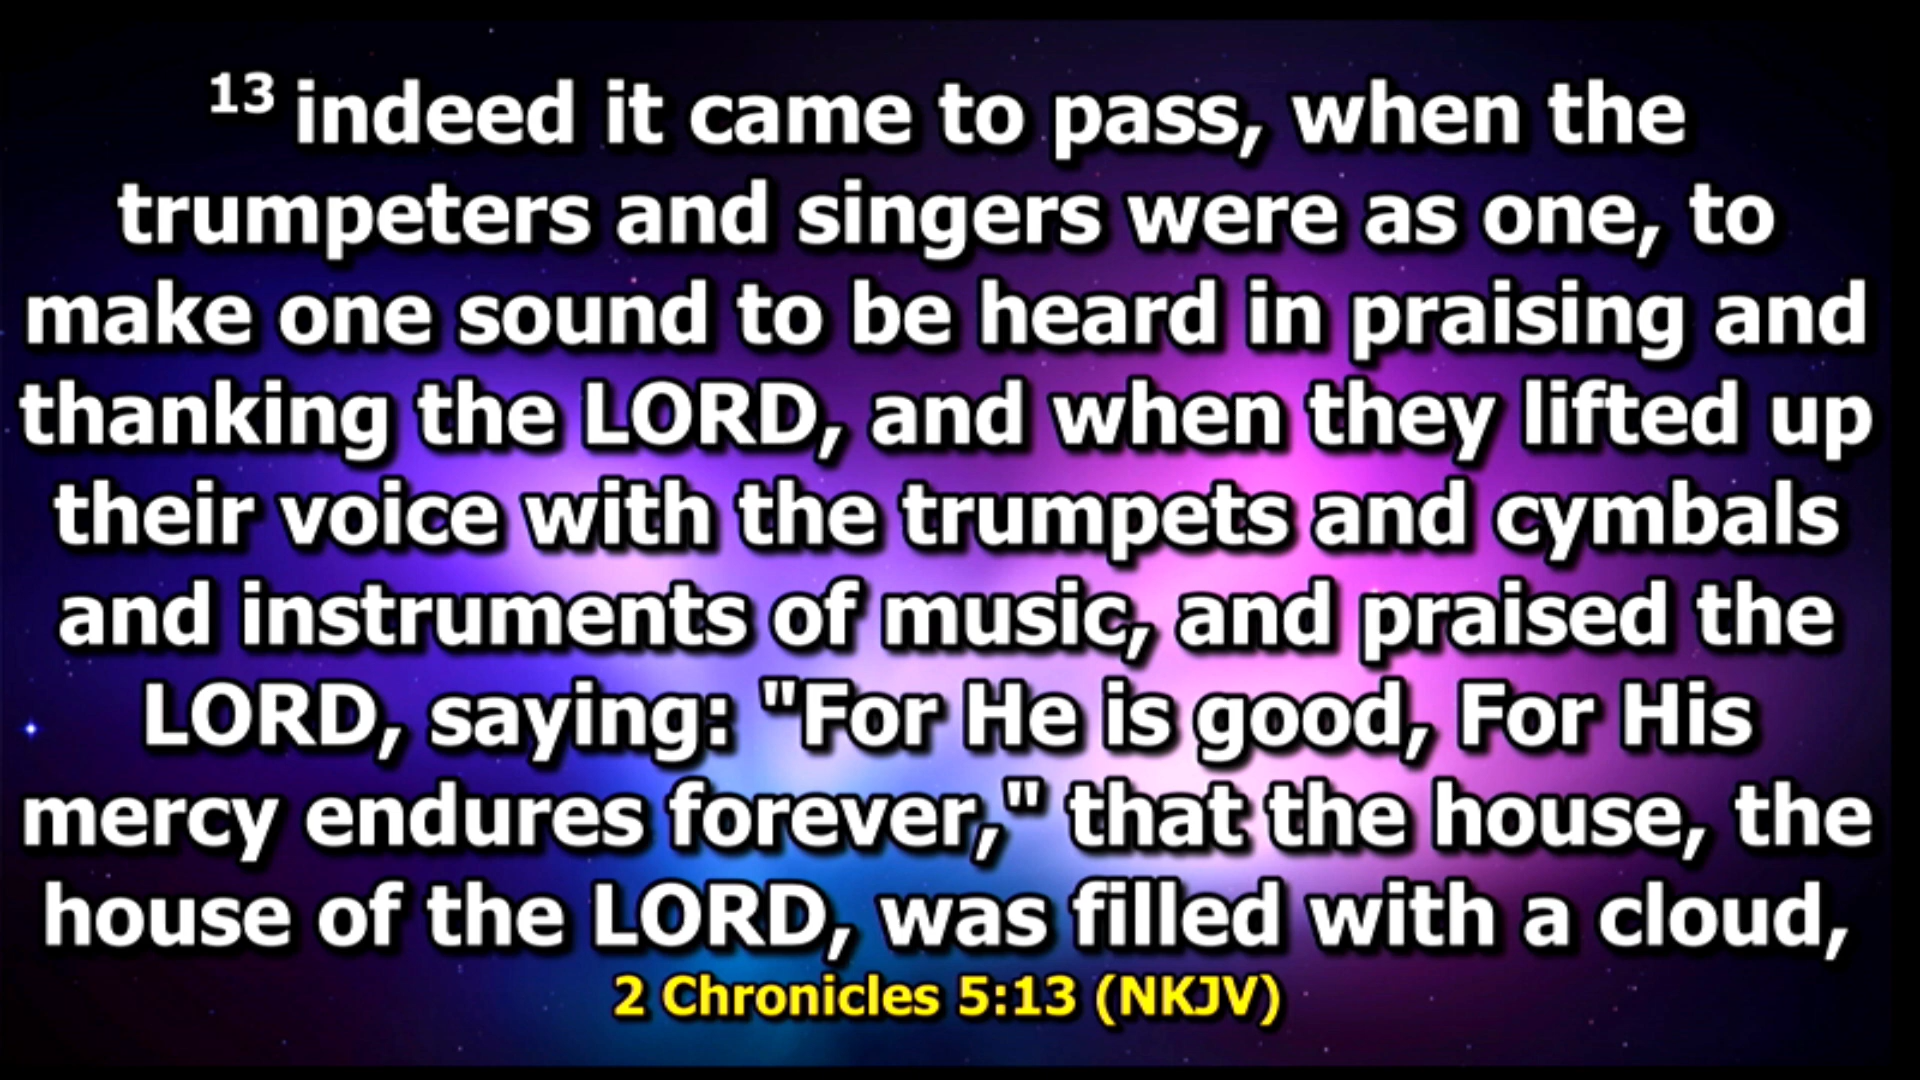 13 indeed it came to pass, when the
trumpeters and singers were as one, to
make one sound to be heard in praising and
thanking the LORD, and when they lifted up
their voice with the trumpets and cymbals
and instruments of music, and praised the
LORD, saying: "For He is good, For His
mercy endures forever," that the house, the
house of the LORD, was filled with a cloud,
2 Chronicles 5:13 (NKJV)